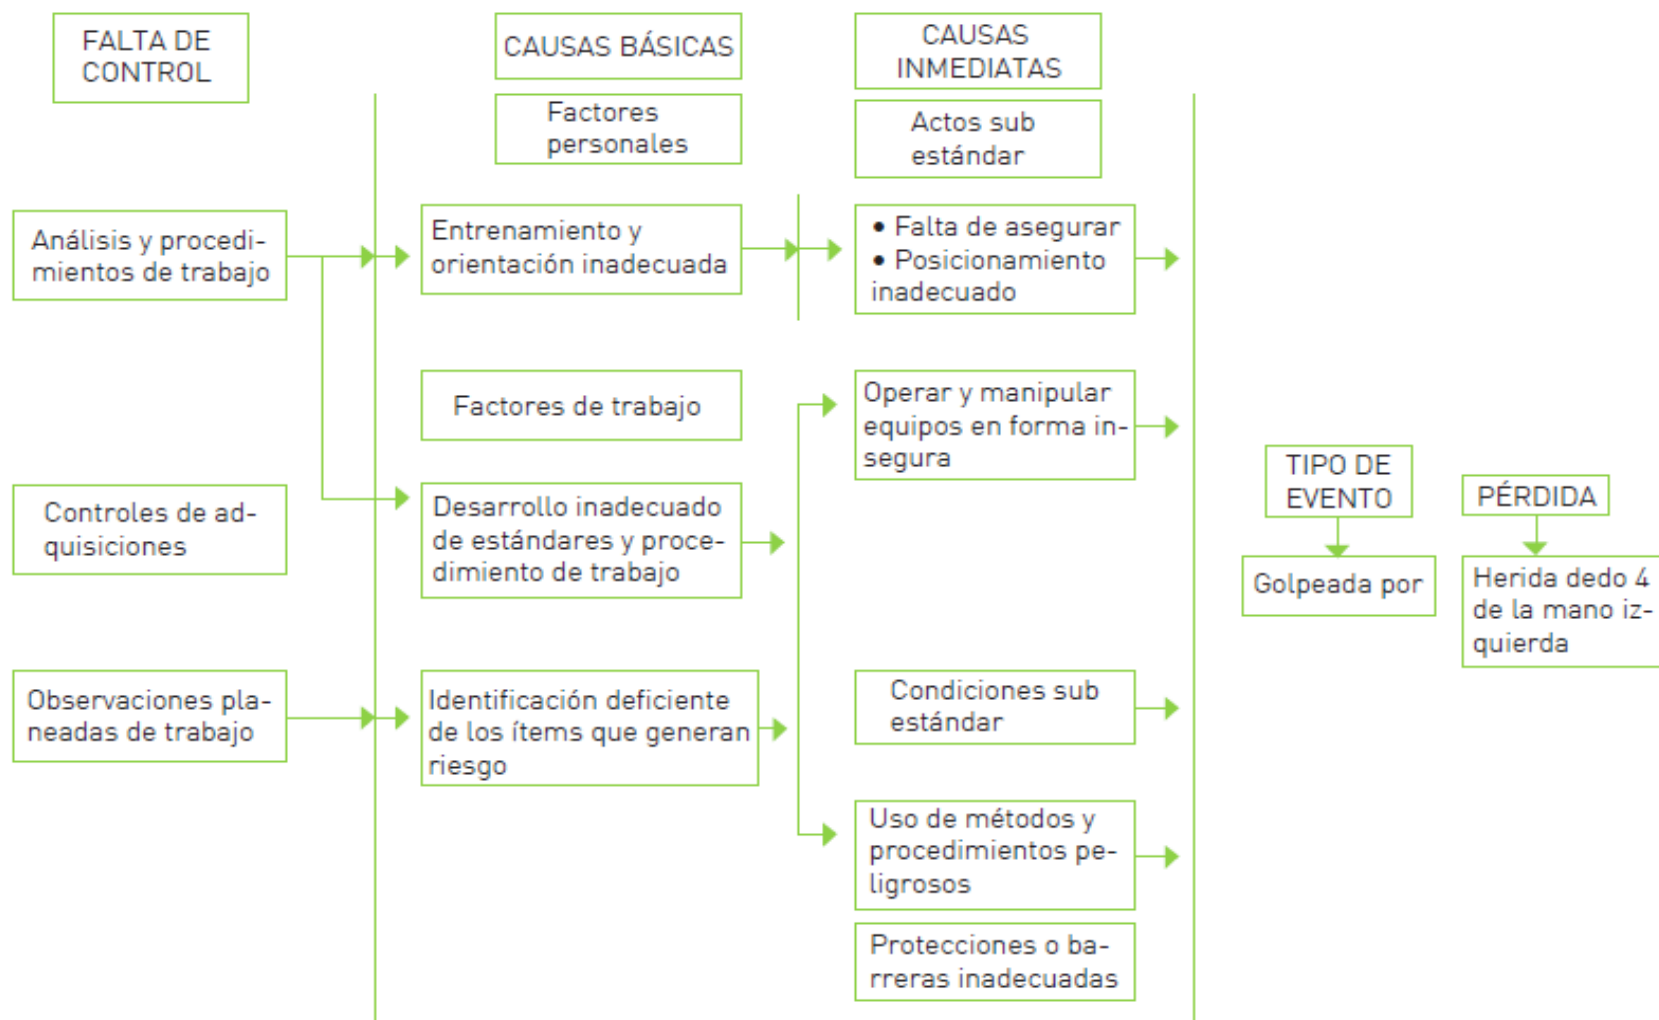 FALTA DE
CONTROL
CAUSAS BÁSICAS
CAUSAS
INMEDIATAS
Factores
personales
Actos sub
estándar
Análisis y procedi-
mientos de trabajo
Entrenamiento y
orientación inadecuada
• Falta de asegurar
• Posicionamiento
inadecuado
Factores de trabajo
Operar y manipular
equipos en forma in-
segura
Controles de ad-
quisiciones
Desarrollo inadecuado
de estándares y proce-
dimiento de trabajo
TIPO DE
EVENTO
PÉRDIDA
Golpeada por
Herida dedo 4
de la mano iz-
quierda
Observaciones pla-
neadas de trabajo
Identificación deficiente
de los ítems que generan
riesgo
Condiciones sub
estándar
Uso de métodos y
procedimientos pe-
ligrosos
Protecciones o ba-
rreras inadecuadas